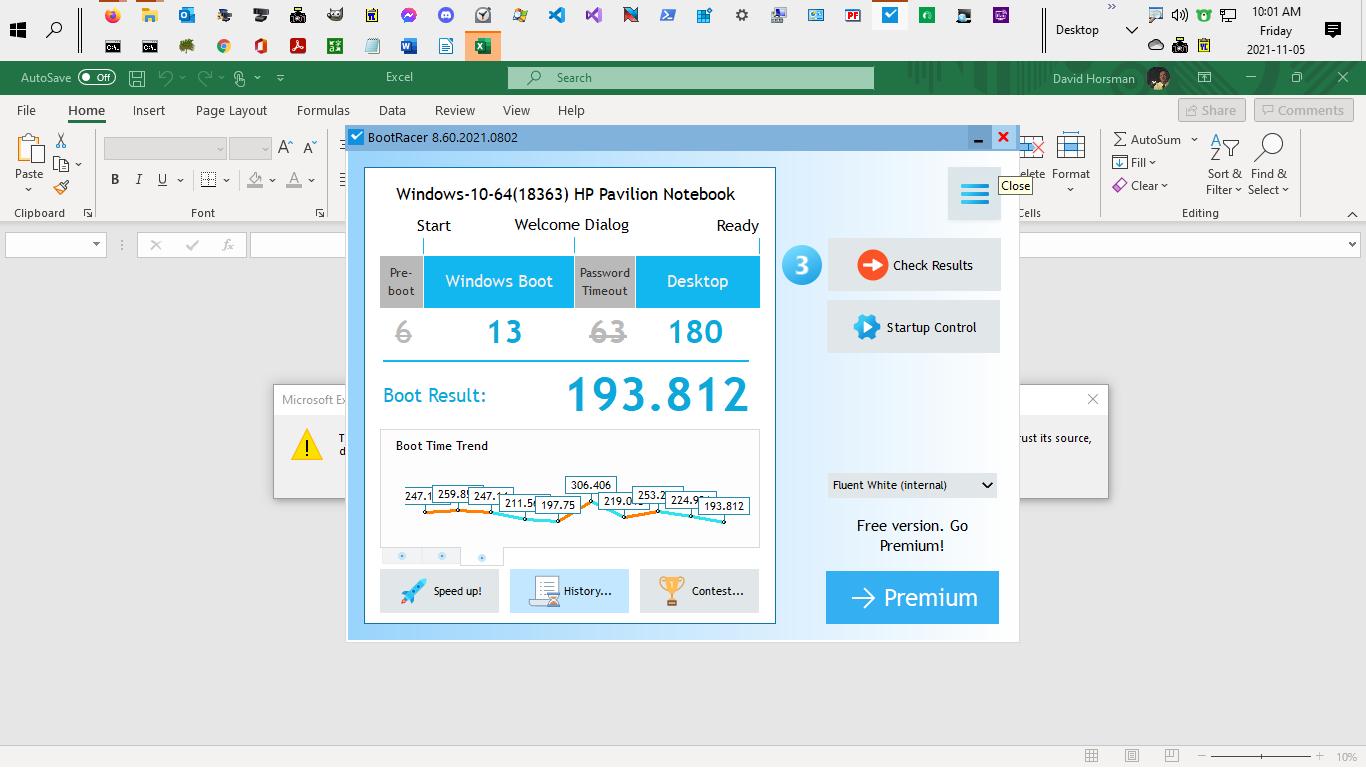 10:01 AM
Friday
2021-11-05
Desktop
AutoSave Off
Excel
Search
David Horsman
File Home Insert Page Layout Formulas Data Review View Help
Share Comments
BootRacer 8.60.2021.0802
Close
Paste
B I U
AutoSum
Fill
Clear
Sort & Filter
Find & Select
Format
Clipboard Font Editing
Windows-10-64(18363) HP Pavilion Notebook
Start Welcome Dialog Ready
Pre-boot
Windows Boot
Password Timeout
Desktop
6 13 63 180
Boot Result: 193.812
3
Check Results
Startup Control
Microsoft Ex
rust its source,
Boot Time Trend
247.1 259.8 247. 211.5 197.75 306.406 219.0 253.2 224.9 193.812
Fluent White (internal)
Free version. Go
Premium!
Premium
Speed up! History... Contest...
10%